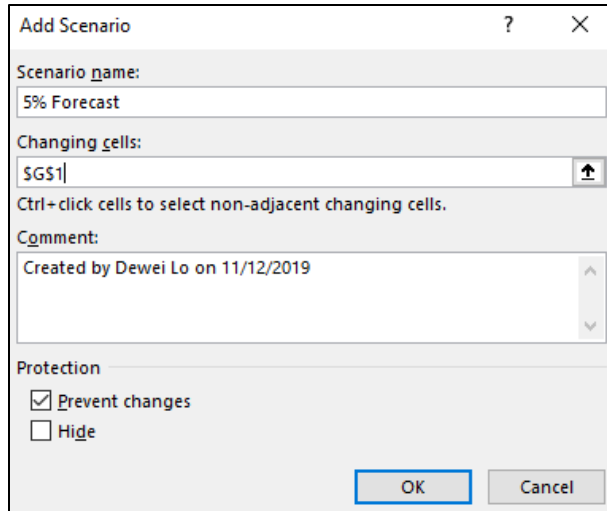 Add Scenario ?
Scenario name:
5% Forecast
Changing cells:
$G$1
Ctrl+click cells to select non-adjacent changing cells.
Comment:
Created by Dewei Lo on 11/12/2019
Protection
Prevent changes
Hide
OK Cancel